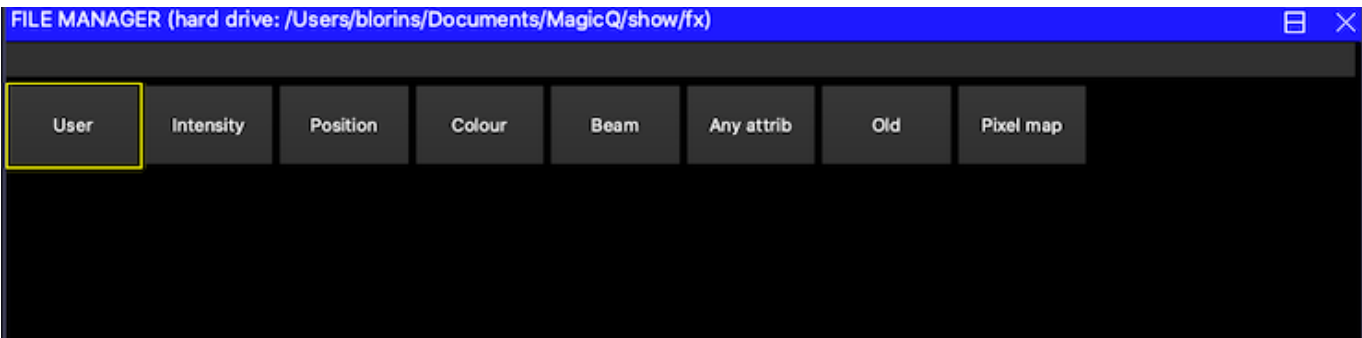 FILE MANAGER (hard drive: /Users/blorins/Documents/MagicQ/show/fx)
User Intensity Position Colour Beam Any attrib Old Pixel map